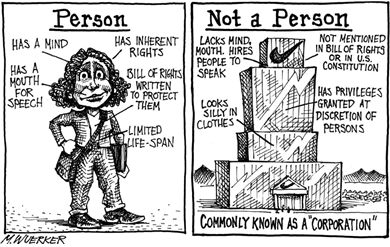 Person
HAS A MIND
HAS INHERENT
RIGHTS
HAS A
MOUTH
FOR
SPEECH
BILL OF RIGHTS
WRITTEN
TO PROTECT
THEM
LIMITED
LIFE-SPAN
M.WUERKER
Not a Person
LACKS MIND,
MOUTH. HIRES
PEOPLE TO
SPEAK
NOT MENTIONED
IN BILL OF RIGHTS
OR IN U.S.
CONSTITUTION
LOOKS
SILLY IN
CLOTHES
HAS PRIVILEGES
GRANTED AT
DISCRETION OF
PERSONS
COMMONLY KNOWN AS A "CORPORATION"